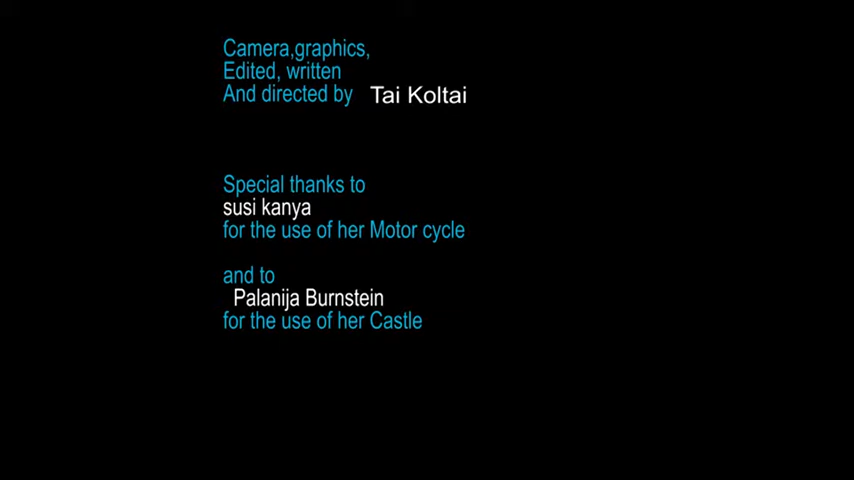 Camera,graphics,
Edited, written
And directed by Tai Koltai
Special thanks to
susi kanya
for the use of her Motor cycle
and to
Palanija Burnstein
for the use of her Castle